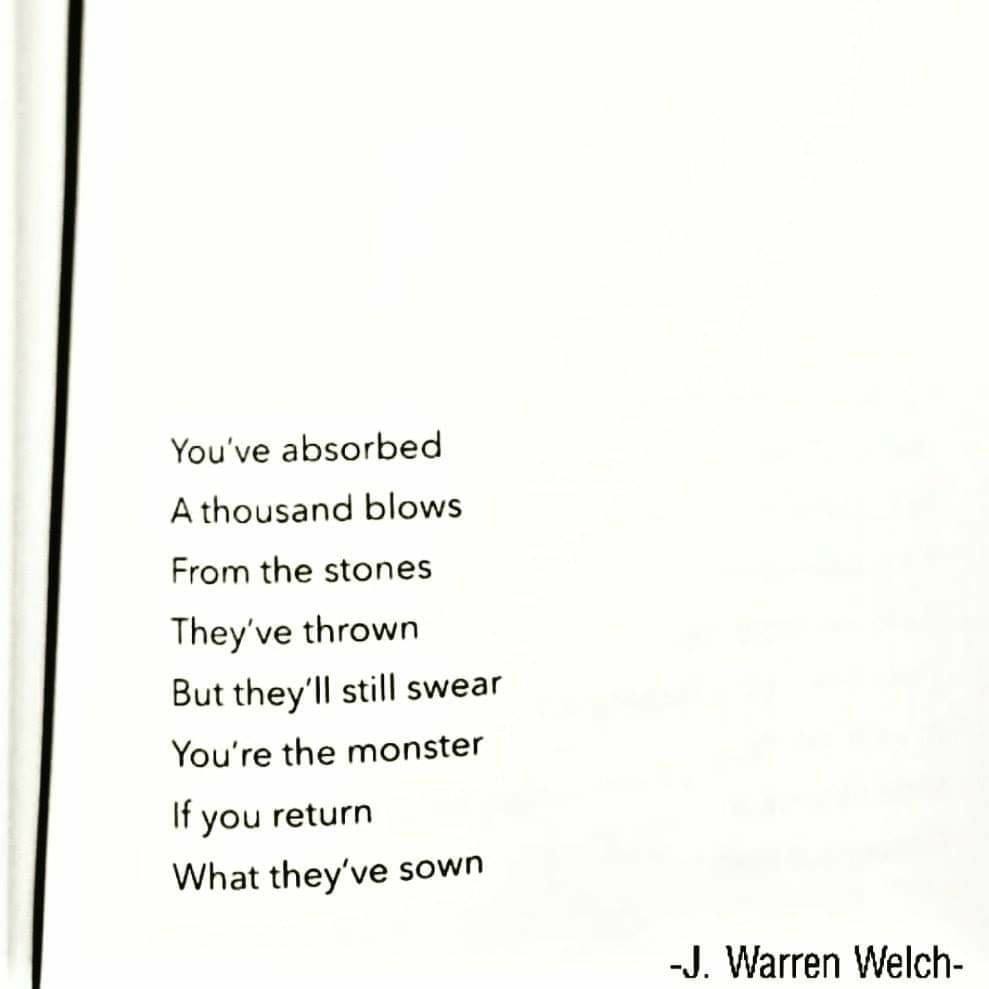 You've absorbed
A thousand blows
From the stones
They've thrown
But they'll still swear
You're the monster
If you return
What they've sown
-J. Warren Welch-